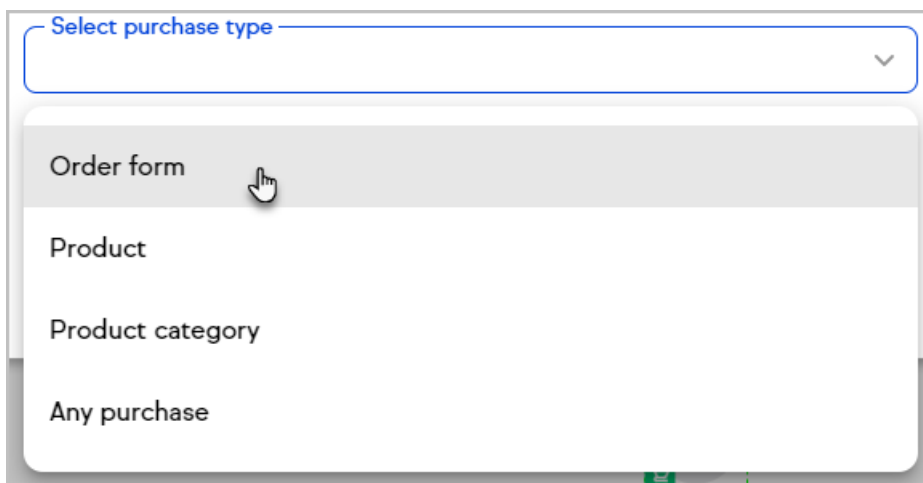 Select purchase type
Order form
Product
Product category
Any purchase